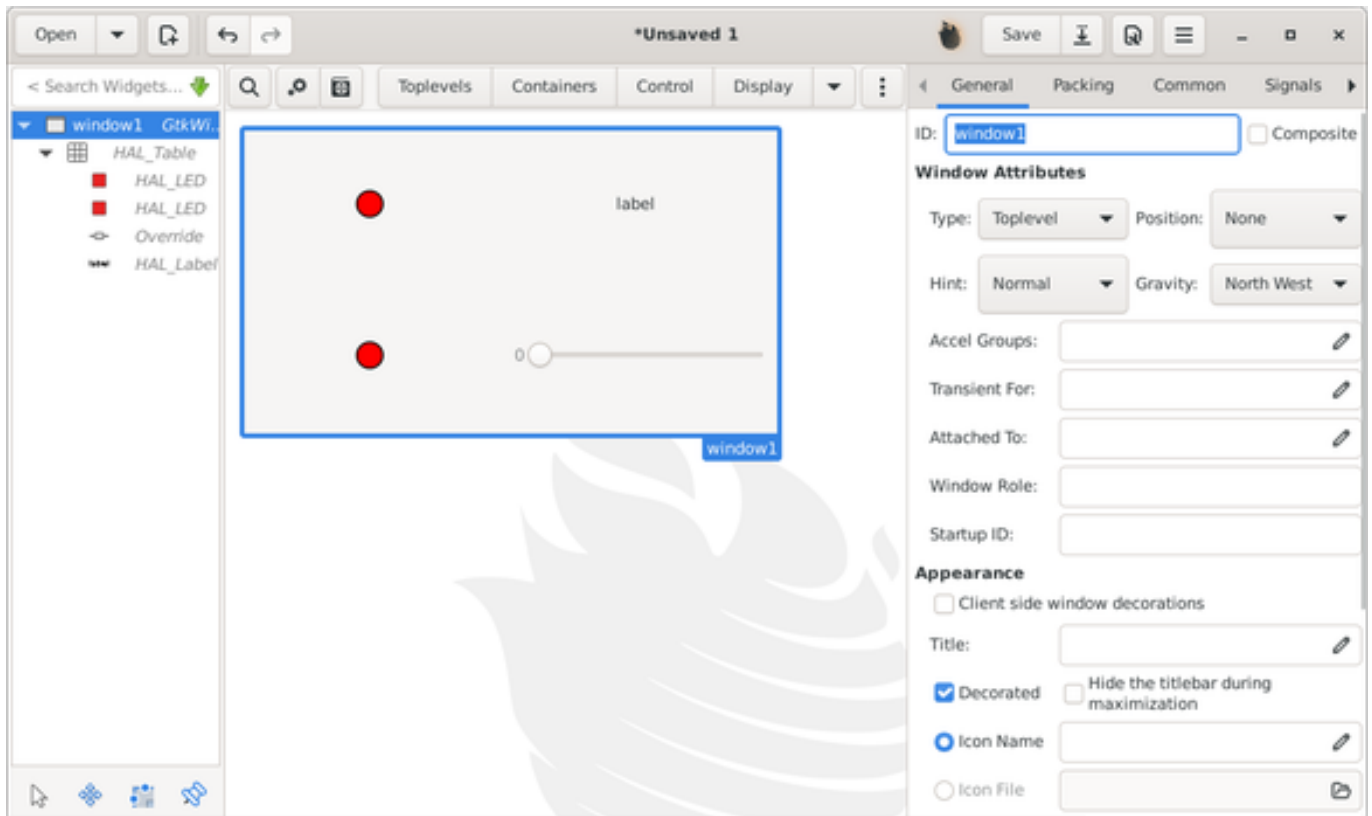 Open
*Unsaved 1
Save
< Search Widgets...
Toplevels Containers Control Display
General Packing Common Signals
window1 GtkWi..
HAL_Table
HAL_LED
HAL_LED
Override
HAL_Label
label
0
window1
ID: window1 Composite
Window Attributes
Type: Toplevel Position: None
Hint: Normal Gravity: North West
Accel Groups:
Transient For:
Attached To:
Window Role:
Startup ID:
Appearance
Client side window decorations
Title:
Decorated Hide the titlebar during
maximization
Icon Name
Icon File